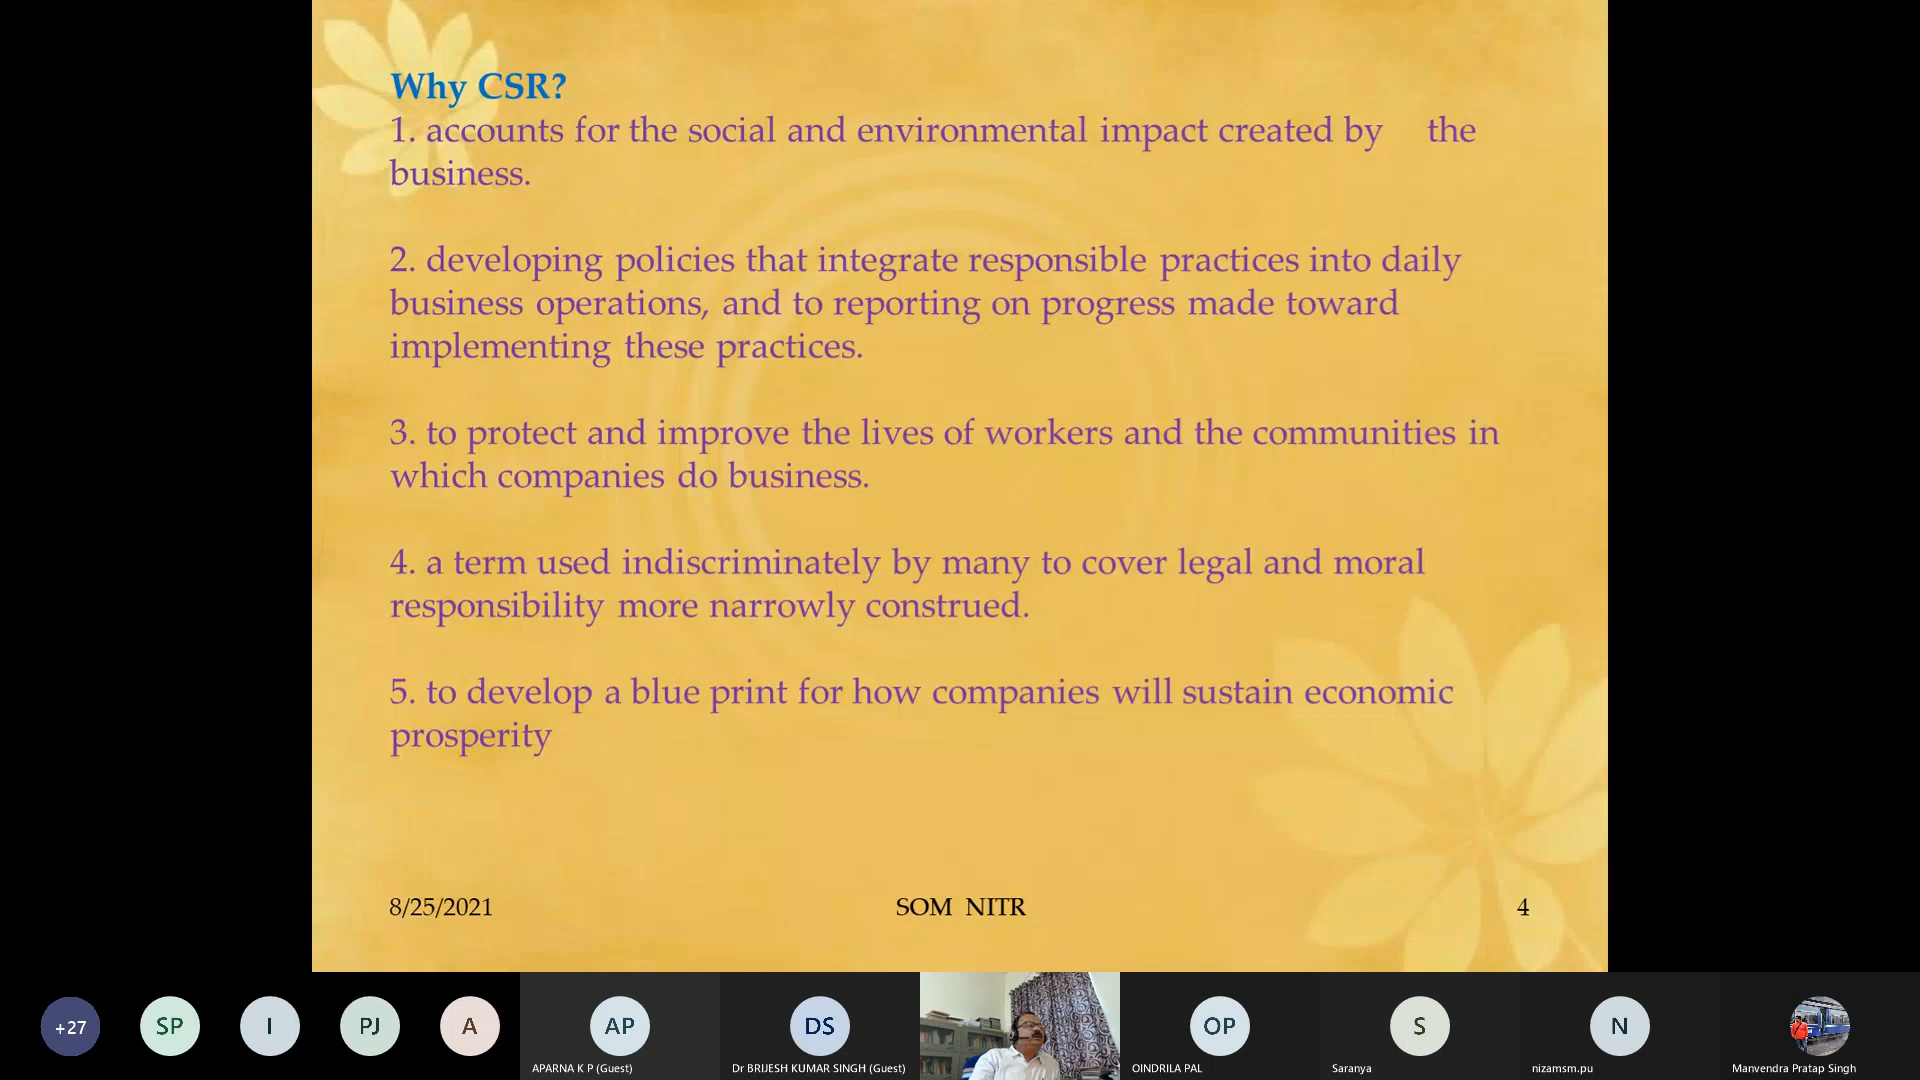 Why CSR?
1. accounts for the social and environmental impact created by the
business.
2. developing policies that integrate responsible practices into daily
business operations, and to reporting on progress made toward
implementing these practices.
3. to protect and improve the lives of workers and the communities in
which companies do business.
4. a term used indiscriminately by many to cover legal and moral
responsibility more narrowly construed.
5. to develop a blue print for how companies will sustain economic
prosperity
8/25/2021 SOM NITR 4
+27 SP I PJ A AP DS OP S N
APARNA K P (Guest) Dr BRIJESH KUMAR SINGH (Guest) OINDRILA PAL Saranya nizamsm.pu Manvendra Pratap Singh